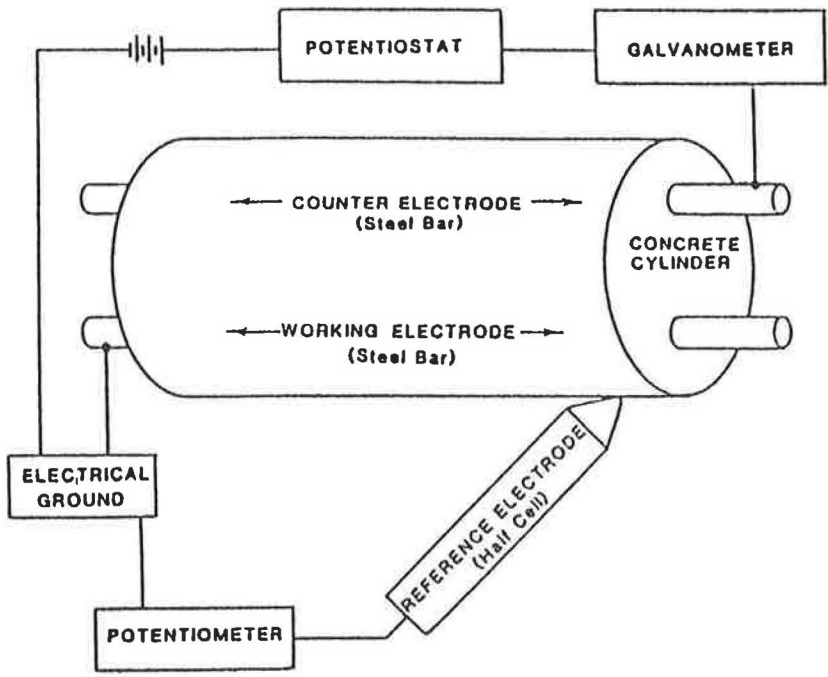 POTENTIOSTAT
GALVANOMETER
COUNTER ELECTRODE
(Steel Bar)
CONCRETE
CYLINDER
WORKING ELECTRODE
(Steel Bar)
ELECTRICAL
GROUND
REFERENCE ELECTRODE
(Half Cell)
POTENTIOMETER